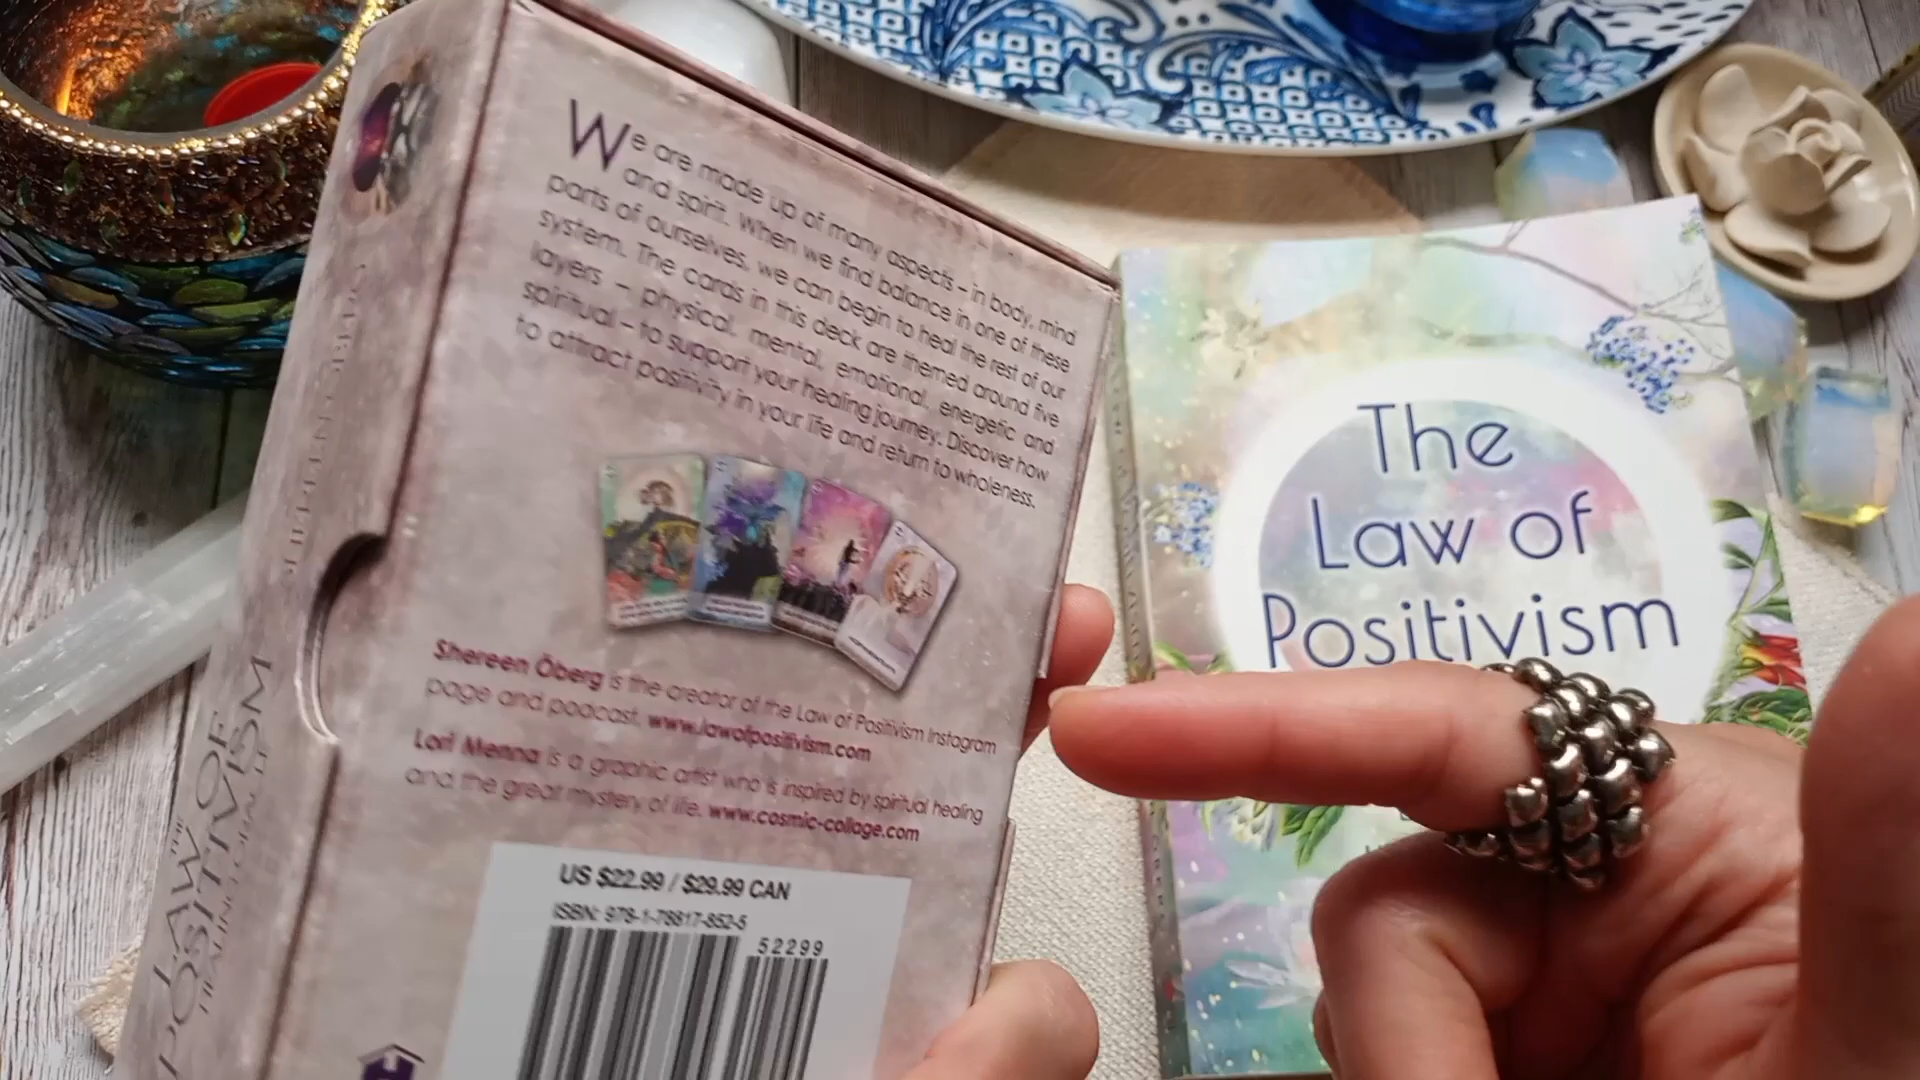 We are made up of many aspects – in body, mind
and spirit. When we find balance in one of these
parts of ourselves, we can begin to heal the rest of our
system. The cards in this deck are themed around five
layers – physical, mental, emotional, energetic and
spiritual – to support your healing journey. Discover how
to attract positivity in your life and return to wholeness.
Shereen Öberg is the creator of the Law of Positivism Instagram
page and podcast. www.lawofpositivism.com
Lori Menna is a graphic artist who is inspired by spiritual healing
and the great mystery of life. www.cosmic-collage.com
US $22.99 / $29.99 CAN
ISBN: 978-1-78817-852-5
52299
SHEREEN ÖBERG
THE
LAW OF
POSITIVISM
HEALING ORACLE
The
Law of
Positivism